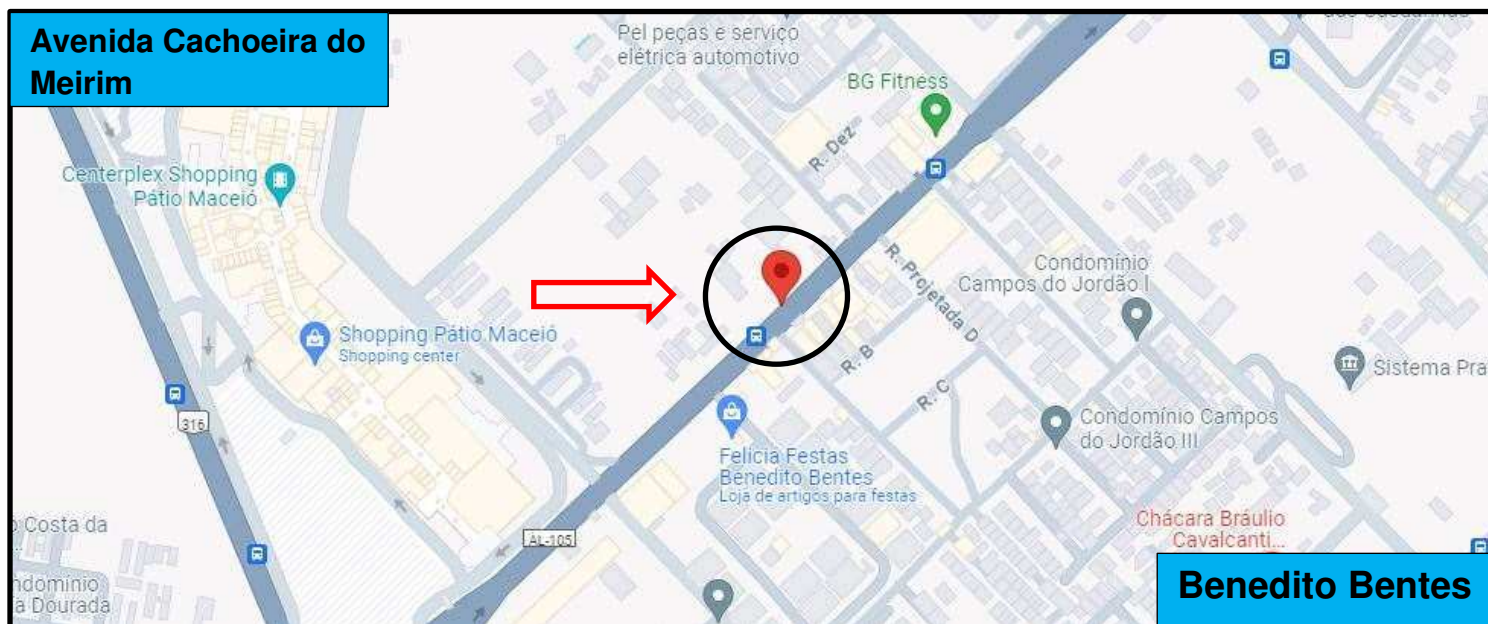 Avenida Cachoeira do
Meirim
Pel peças e serviço
elétrica automotivo
BG Fitness
R. Dez
Centerplex Shopping
Pátio Maceió
R. Projetada D
Condomínio
Campos do Jordão I
Shopping Pátio Maceió
Shopping center
R. B
R. C
Sistema Pra
316
Condomínio Campos
do Jordão III
Felícia Festas
Benedito Bentes
Loja de artigos para festas
Costa da
AL-105
Chácara Bráulio
Cavalcanti...
ndomínio
a Dourada
Benedito Bentes